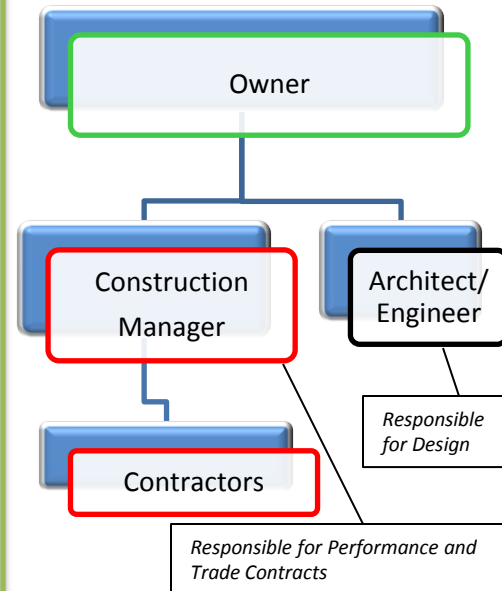 Owner
Construction
Manager
Architect/
Engineer
Responsible
for Design
Contractors
Responsible for Performance and
Trade Contracts